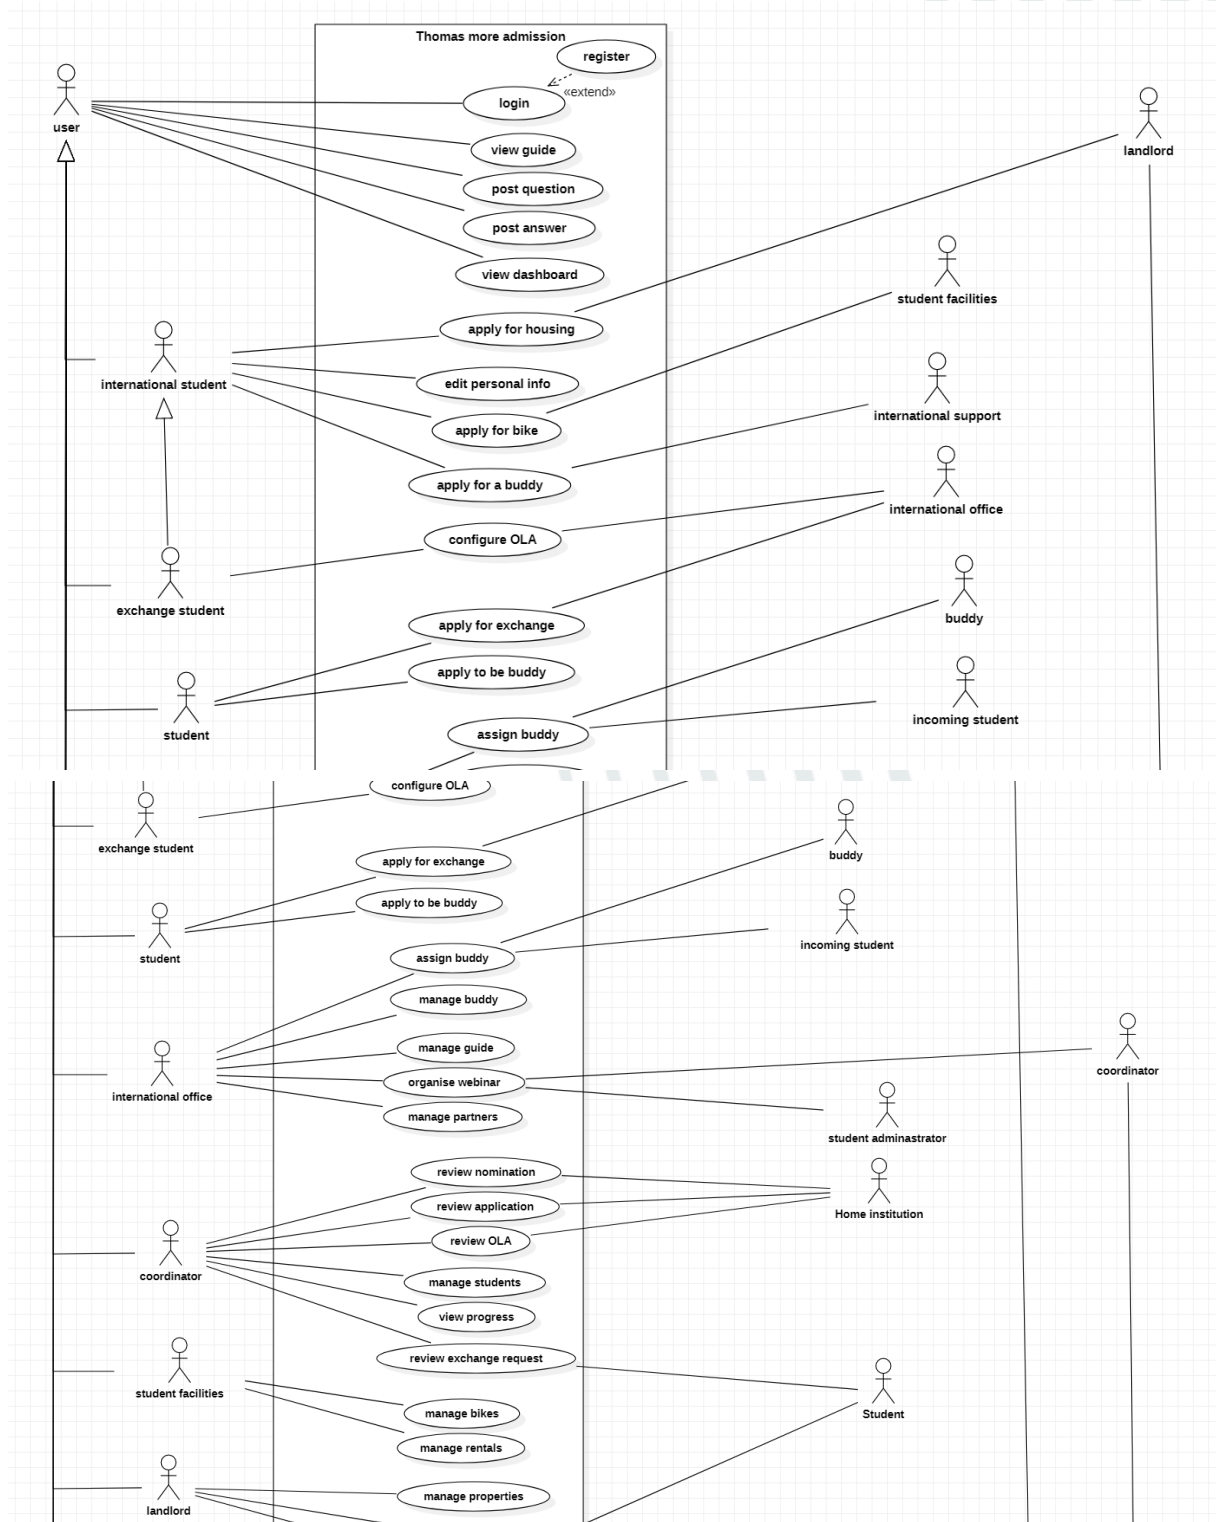 Thomas more admission
register
«extend»
login
user
view guide
landlord
post question
post answer
view dashboard
student facilities
apply for housing
international student
edit personal info
international support
apply for bike
apply for a buddy
international office
configure OLA
exchange student
buddy
apply for exchange
apply to be buddy
incoming student
student
assign buddy
configure OLA
exchange student
buddy
apply for exchange
apply to be buddy
incoming student
student
assign buddy
manage buddy
manage guide
coordinator
organise webinar
international office
manage partners
student adminastrator
review nomination
review application
Home institution
review OLA
coordinator
manage students
view progress
review exchange request
student facilities
manage bikes
Student
manage rentals
manage properties
landlord